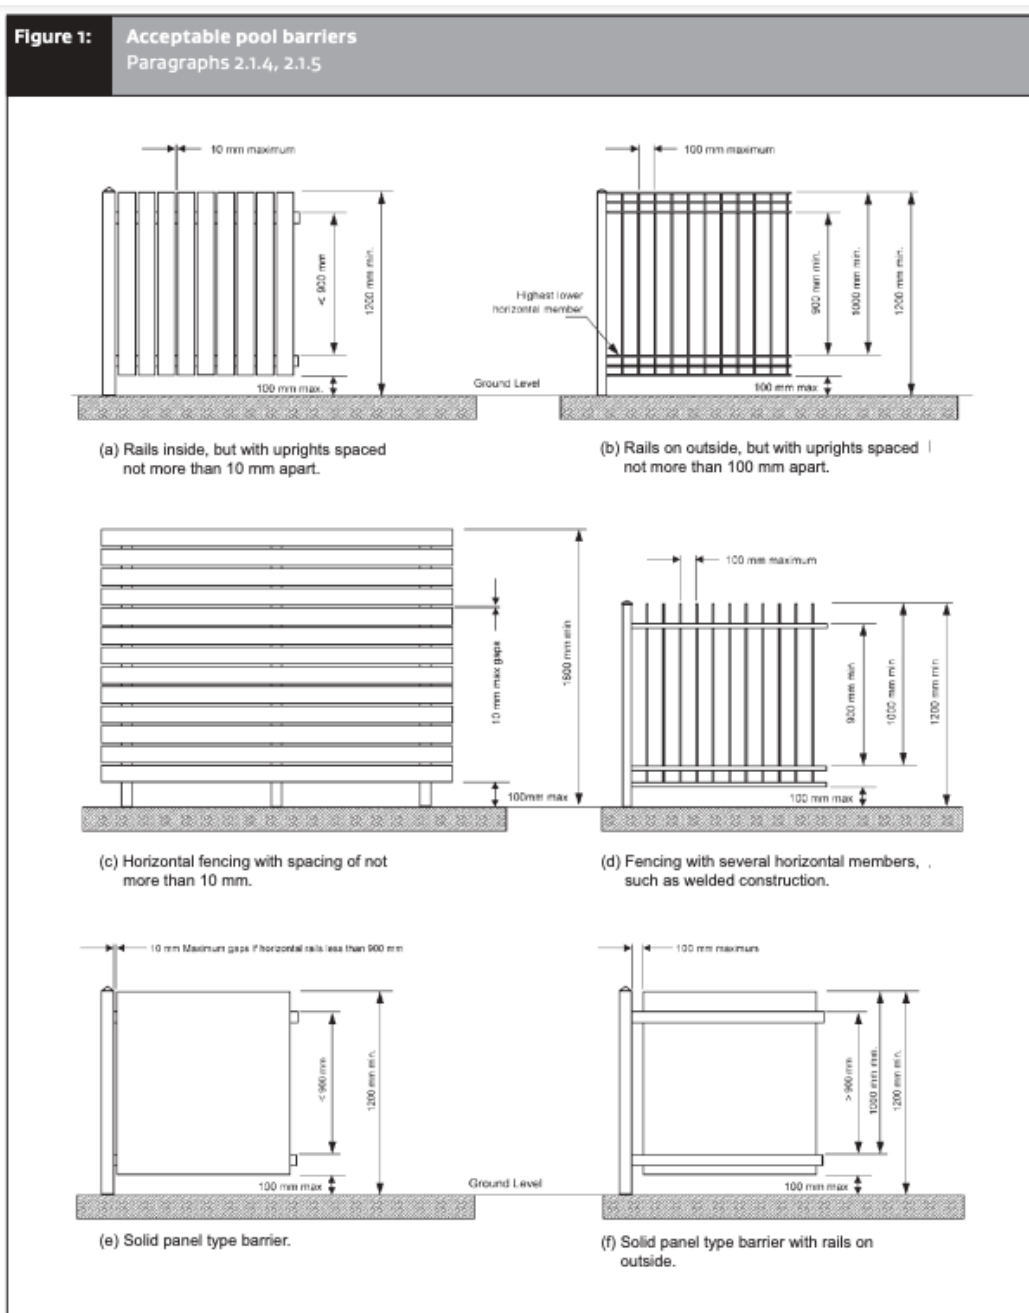 Figure 1:
Acceptable pool barriers
Paragraphs 2.1.4, 2.1.5
10 mm maximum
< 900 mm
1200 mm min.
100 mm max.
100 mm maximum
Highest lower
horizontal member
900 mm min.
1000 mm min.
1200 mm min.
100 mm max
Ground Level
(a) Rails inside, but with uprights spaced
not more than 10 mm apart.
(b) Rails on outside, but with uprights spaced
not more than 100 mm apart.
10 mm max gaps
1800 mm min
100mm max
100 mm maximum
900 mm min
1000 mm min
1200 mm min
100 mm max
(c) Horizontal fencing with spacing of not
more than 10 mm.
(d) Fencing with several horizontal members,
such as welded construction.
10 mm Maximum gaps if horizontal rails less than 900 mm
<900 mm
1200 mm min.
100 mm max
100 mm maximum
>900 mm
1000 mm min.
1200 mm min.
100 mm max
Ground Level
(e) Solid panel type barrier.
(f) Solid panel type barrier with rails on
outside.